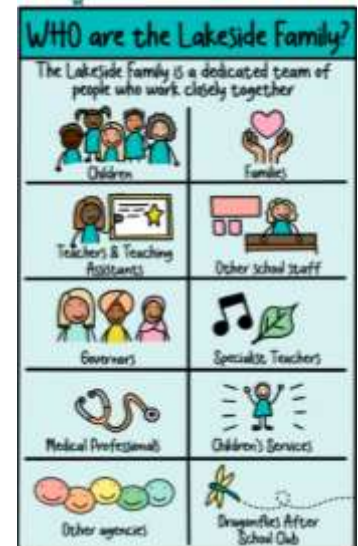 WHO are the Lakeside Family?
The Lakeside Family is a dedicated team of
people who work closely together
Children
Families
Teachers & Teaching
Assistants
Other school staff
Governors
Specialist Teachers
Medical Professionals
Children's Services
Other agencies
Dragonflies After
School Club